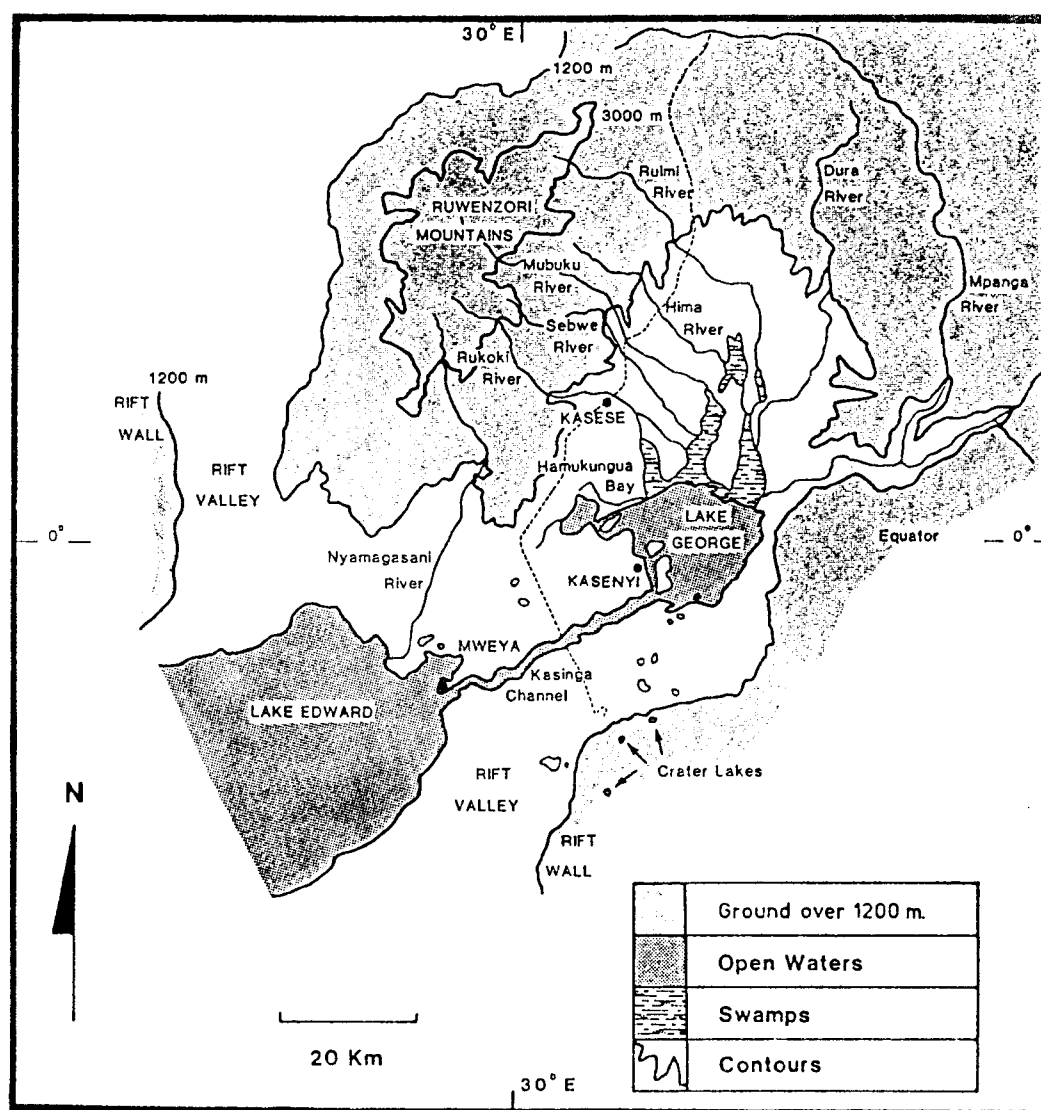 30° E
1200 m
3000 m
Ruimi
River
Dura
River
RUWENZORI
MOUNTAINS
Mubuku
River
Mpanga
River
Hima
River
Sebwe
River
Rukoki
River
1200 m
RIFT
WALL
KASESE
RIFT
VALLEY
Hamukungua
Bay
LAKE
GEORGE
0°
Equator
0°
Nyamagasani
River
KASENYI
MWEYA
Kasinga
Channel
LAKE EDWARD
Crater Lakes
RIFT
VALLEY
N
RIFT
WALL
Ground over 1200 m.
Open Waters
Swamps
Contours
20 Km
30° E